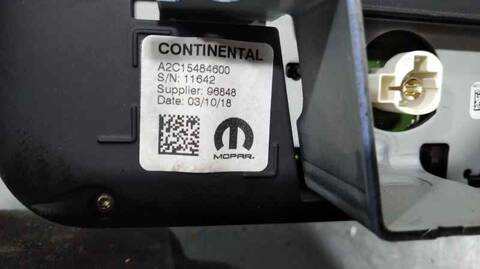 CONTINENTAL
A2C15484600
S/N: 11642
Supplier: 96848
Date: 03/10/18
MOPAR